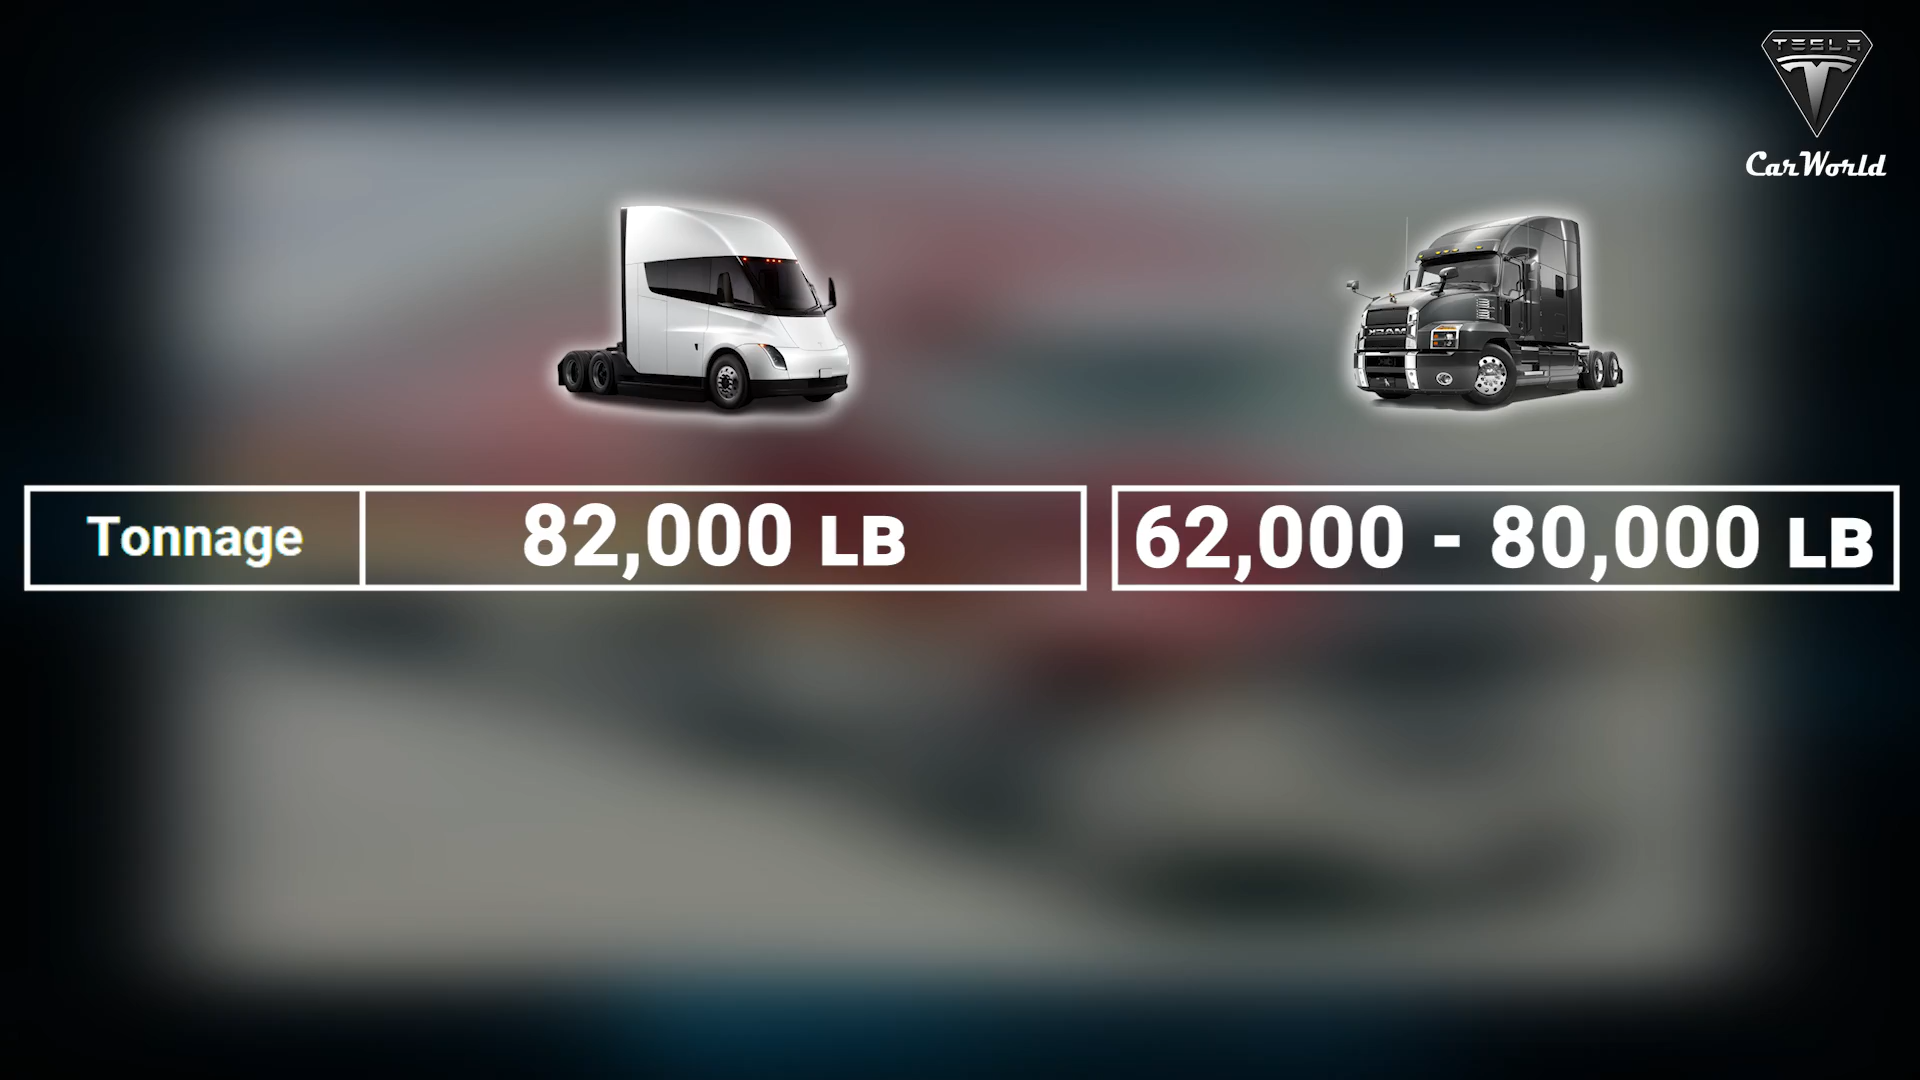 TESLA
CarWorld
Tonnage
82,000 LB
62,000 - 80,000 LB